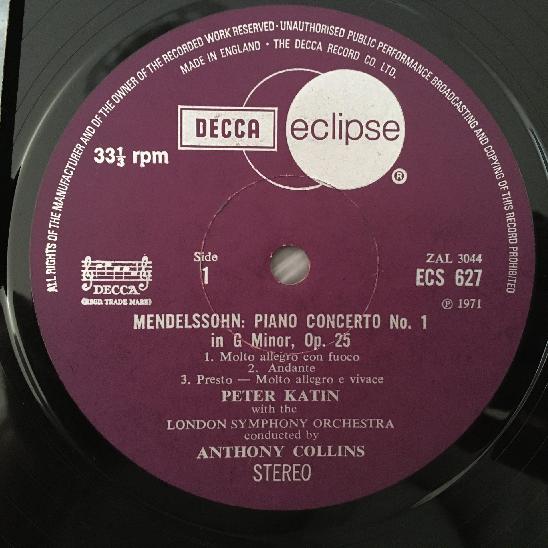 ALL RIGHTS OF THE MANUFACTURER AND OF THE OWNER OF THE RECORDED WORK RESERVED · UNAUTHORISED PUBLIC PERFORMANCE BROADCASTING AND COPYING OF THIS RECORD PROHIBITED
MADE IN ENGLAND · THE DECCA RECORD CO. LTD.
DECCA eclipse
®
33⅓ rpm
Side
1
ZAL 3044
ECS 627
℗ 1971
DECCA
(REGD. TRADE MARK)
MENDELSSOHN: PIANO CONCERTO No. 1
in G Minor, Op. 25
1. Molto allegro con fuoco
2. Andante
3. Presto — Molto allegro e vivace
PETER KATIN
with the
LONDON SYMPHONY ORCHESTRA
conducted by
ANTHONY COLLINS
STEREO